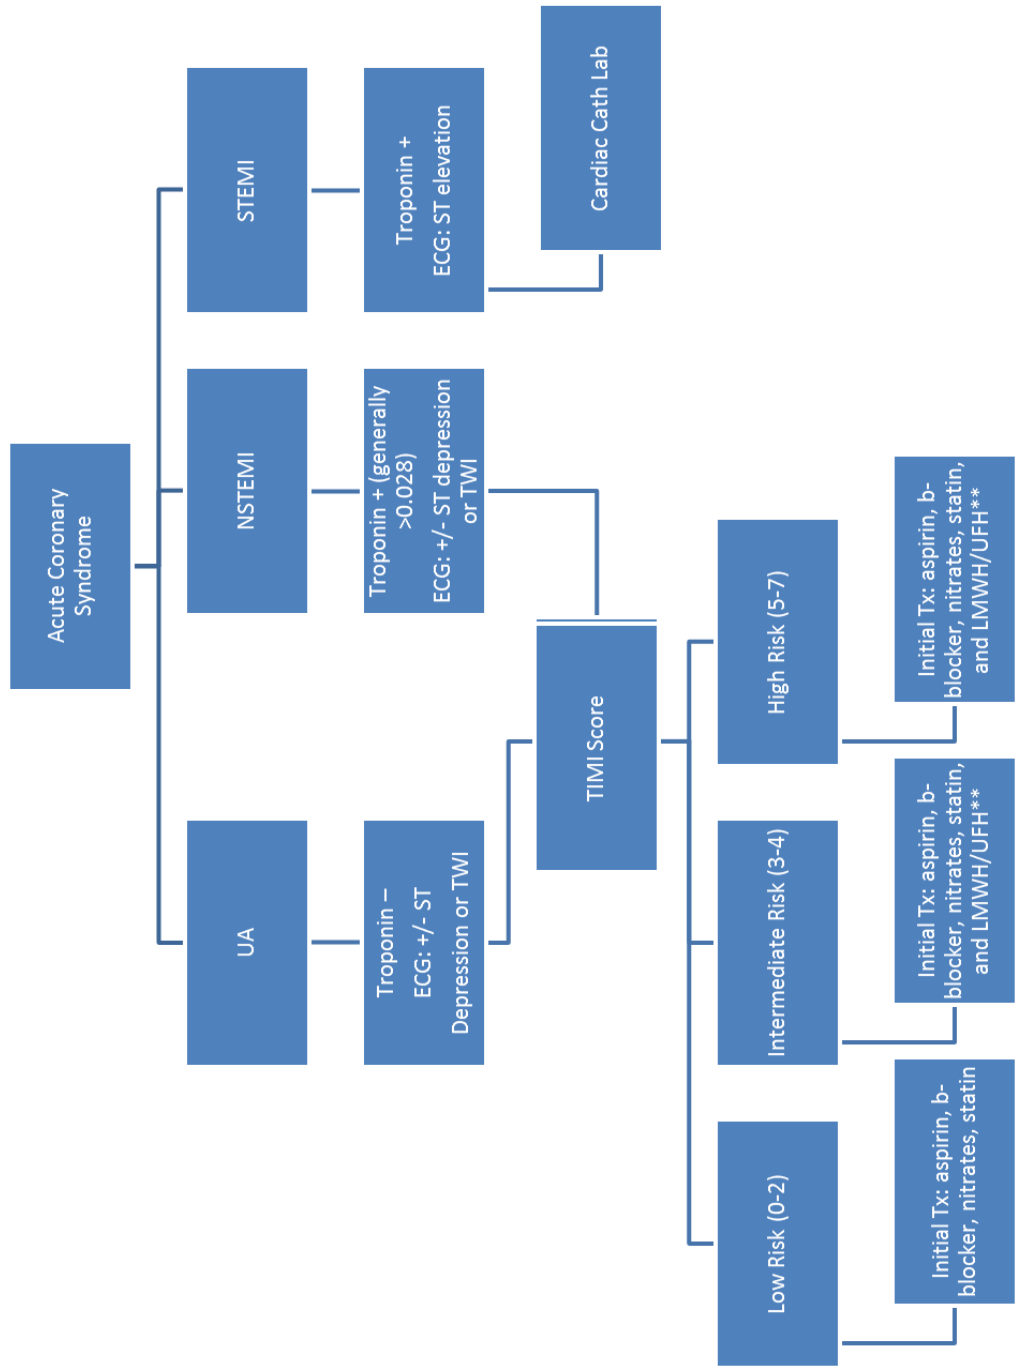 Acute Coronary
Syndrome
UA
NSTEMI
STEMI
Troponin –
ECG: +/- ST
Depression or TWI
Troponin + (generally
>0.028)
ECG: +/- ST depression
or TWI
Troponin +
ECG: ST elevation
TIMI Score
Cardiac Cath Lab
Low Risk (0-2)
Intermediate Risk (3-4)
High Risk (5-7)
Initial Tx: aspirin, b-
blocker, nitrates, statin
Initial Tx: aspirin, b-
blocker, nitrates, statin,
and LMWH/UFH**
Initial Tx: aspirin, b-
blocker, nitrates, statin,
and LMWH/UFH**